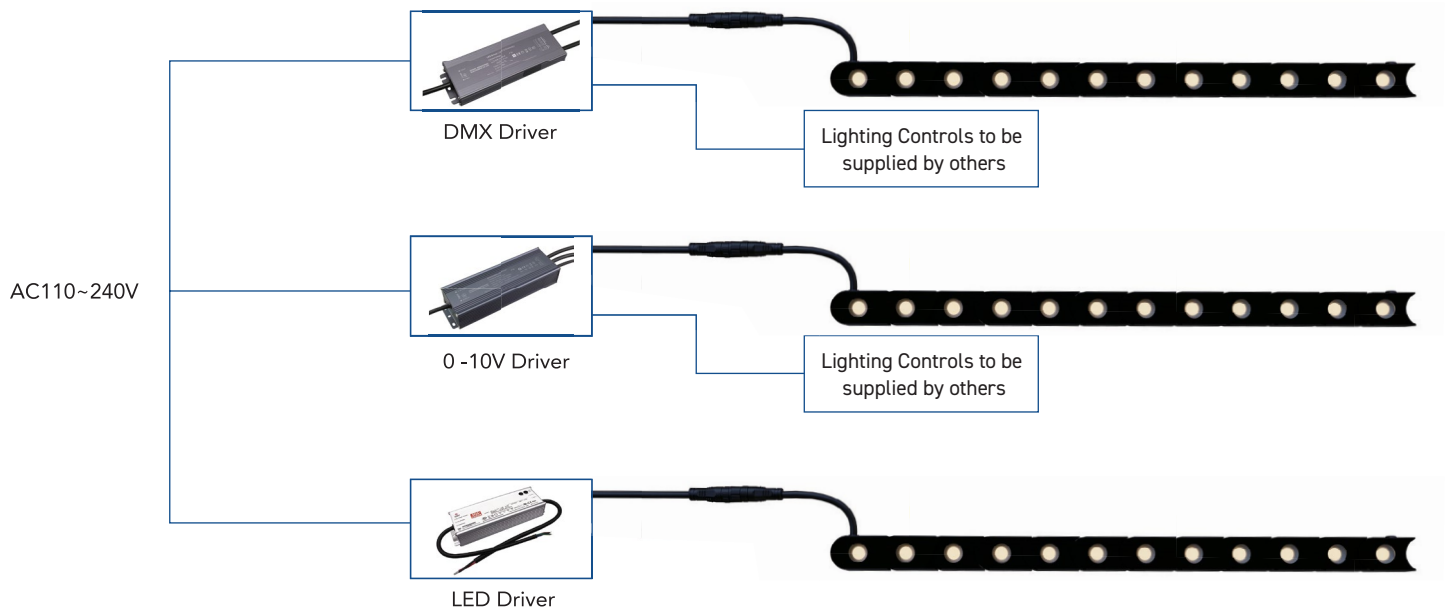 DMX Driver
Lighting Controls to be
supplied by others
AC110~240V
0 -10V Driver
Lighting Controls to be
supplied by others
LED Driver